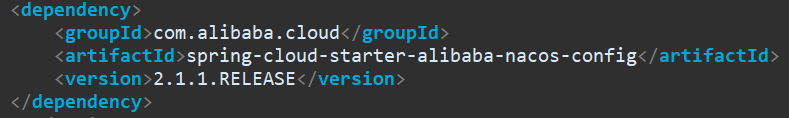 <dependency>
<groupId>com.alibaba.cloud</groupId>
<artifactId>spring-cloud-starter-alibaba-nacos-config</artifactId>
<version>2.1.1.RELEASE</version>
</dependency>